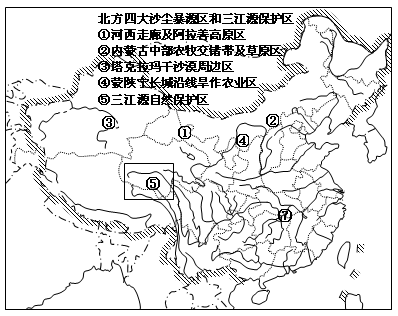 北方四大沙尘暴源区和三江源保护区
①河西走廊及阿拉善高原区
②内蒙古中部农牧交错带及草原区
③塔克拉玛干沙漠周边区
④蒙陕宁长城沿线旱作农业区
⑤三江源自然保护区
③
①
②
④
⑤
⑦